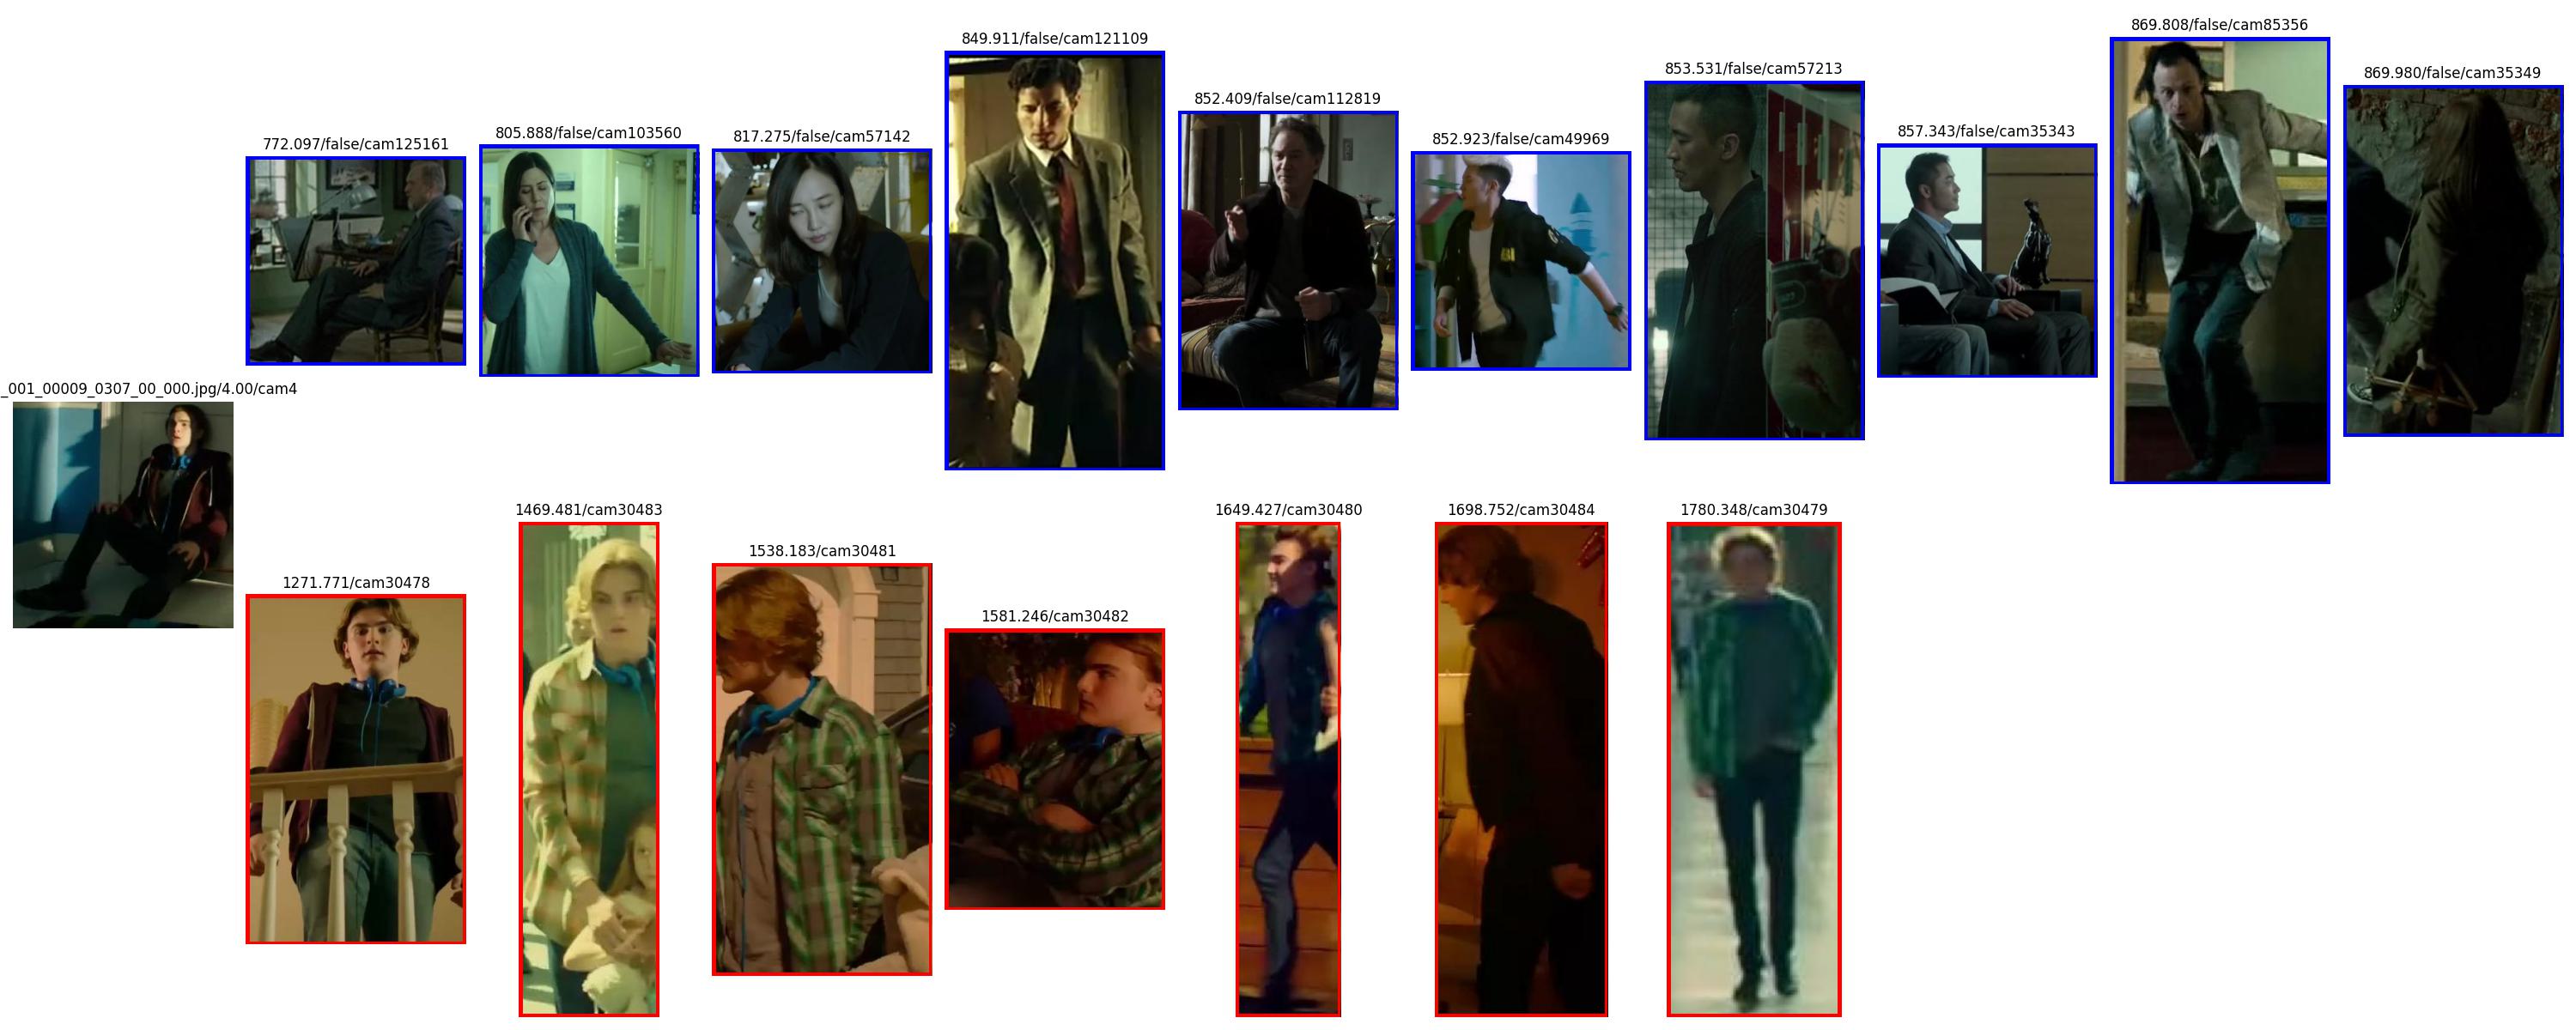 869.808/false/cam85356
849.911/false/cam121109
853.531/false/cam57213
869.980/false/cam35349
852.409/false/cam112819
805.888/false/cam103560
857.343/false/cam35343
817.275/false/cam57142
852.923/false/cam49969
772.097/false/cam125161
_001_00009_0307_00_000.jpg/4.00/cam4
1469.481/cam30483
1649.427/cam30480
1698.752/cam30484
1780.348/cam30479
1538.183/cam30481
1271.771/cam30478
1581.246/cam30482